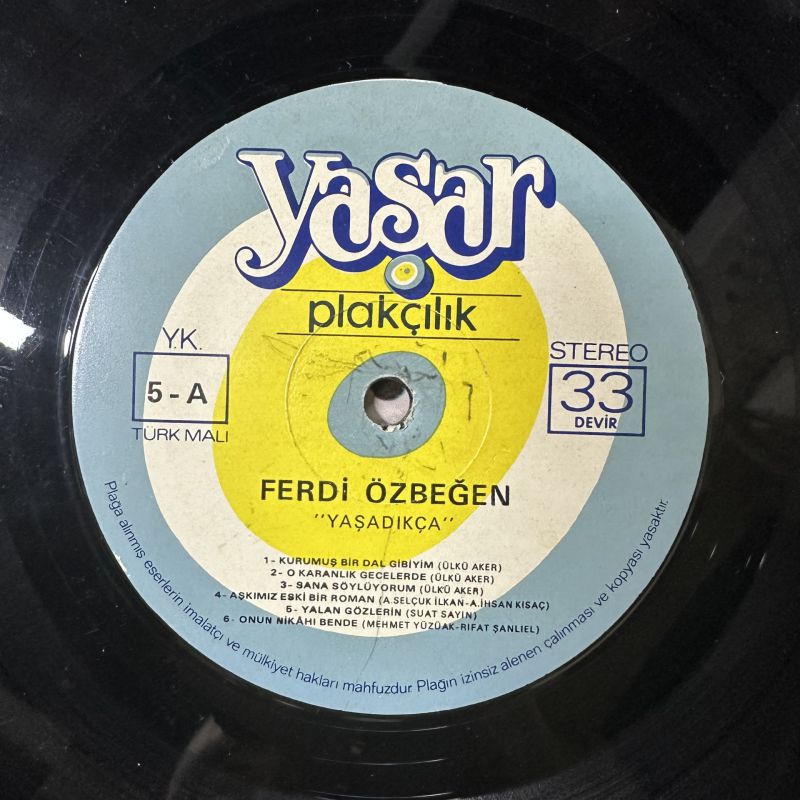 yaşar
plakçılık
Y.K.
5-A
TÜRK MALI
STEREO
33
DEVİR
FERDİ ÖZBEĞEN
"YAŞADIKÇA"
1- KURUMUŞ BİR DAL GİBİYİM (ÜLKÜ AKER)
2- O KARANLIK GECELERDE (ÜLKÜ AKER)
3- SANA SÖYLÜYORUM (ÜLKÜ AKER)
4- AŞKIMIZ ESKİ BİR ROMAN (A.SELÇUK İLKAN-A.İHSAN KISAÇ)
5- YALAN GÖZLERİN (SUAT SAYIN)
6- ONUN NİKÂHI BENDE (MEHMET YÜZÜAK-RIFAT ŞANLIEL)
Plağa alınmış eserlerin imalatçı ve mülkiyet hakları mahfuzdur. Plağın izinsiz alenen çalınması ve kopyası yasaktır.